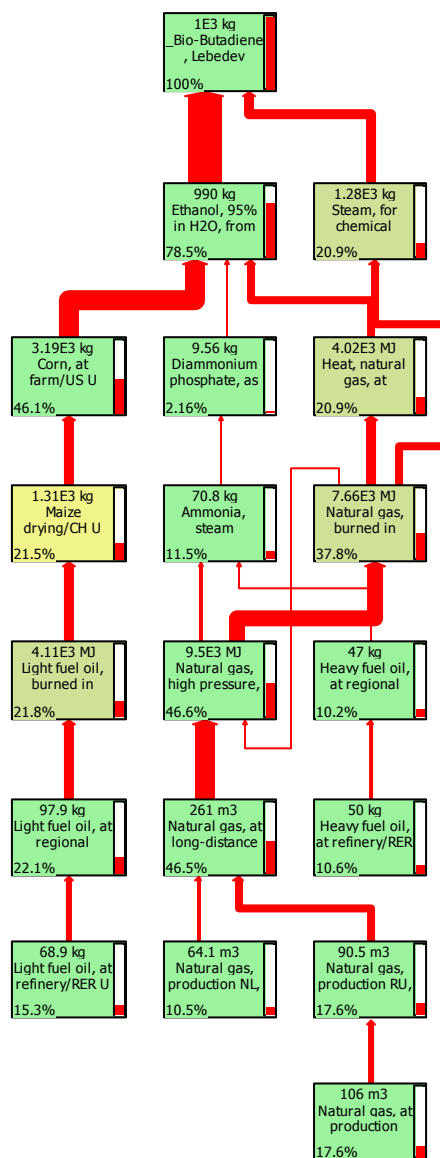 1E3 kg
_Bio-Butadiene
, Lebedev
100%
990 kg
Ethanol, 95%
in H2O, from
78.5%
1.28E3 kg
Steam, for
chemical
20.9%
3.19E3 kg
Corn, at
farm/US U
46.1%
9.56 kg
Diammonium
phosphate, as
2.16%
4.02E3 MJ
Heat, natural
gas, at
20.9%
1.31E3 kg
Maize
drying/CH U
21.5%
70.8 kg
Ammonia,
steam
11.5%
7.66E3 MJ
Natural gas,
burned in
37.8%
4.11E3 MJ
Light fuel oil,
burned in
21.8%
9.5E3 MJ
Natural gas,
high pressure,
46.6%
47 kg
Heavy fuel oil,
at regional
10.2%
97.9 kg
Light fuel oil, at
regional
22.1%
261 m3
Natural gas, at
long-distance
46.5%
50 kg
Heavy fuel oil,
at refinery/RER
10.6%
68.9 kg
Light fuel oil, at
refinery/RER U
15.3%
64.1 m3
Natural gas,
production NL,
10.5%
90.5 m3
Natural gas,
production RU,
17.6%
106 m3
Natural gas, at
production
17.6%